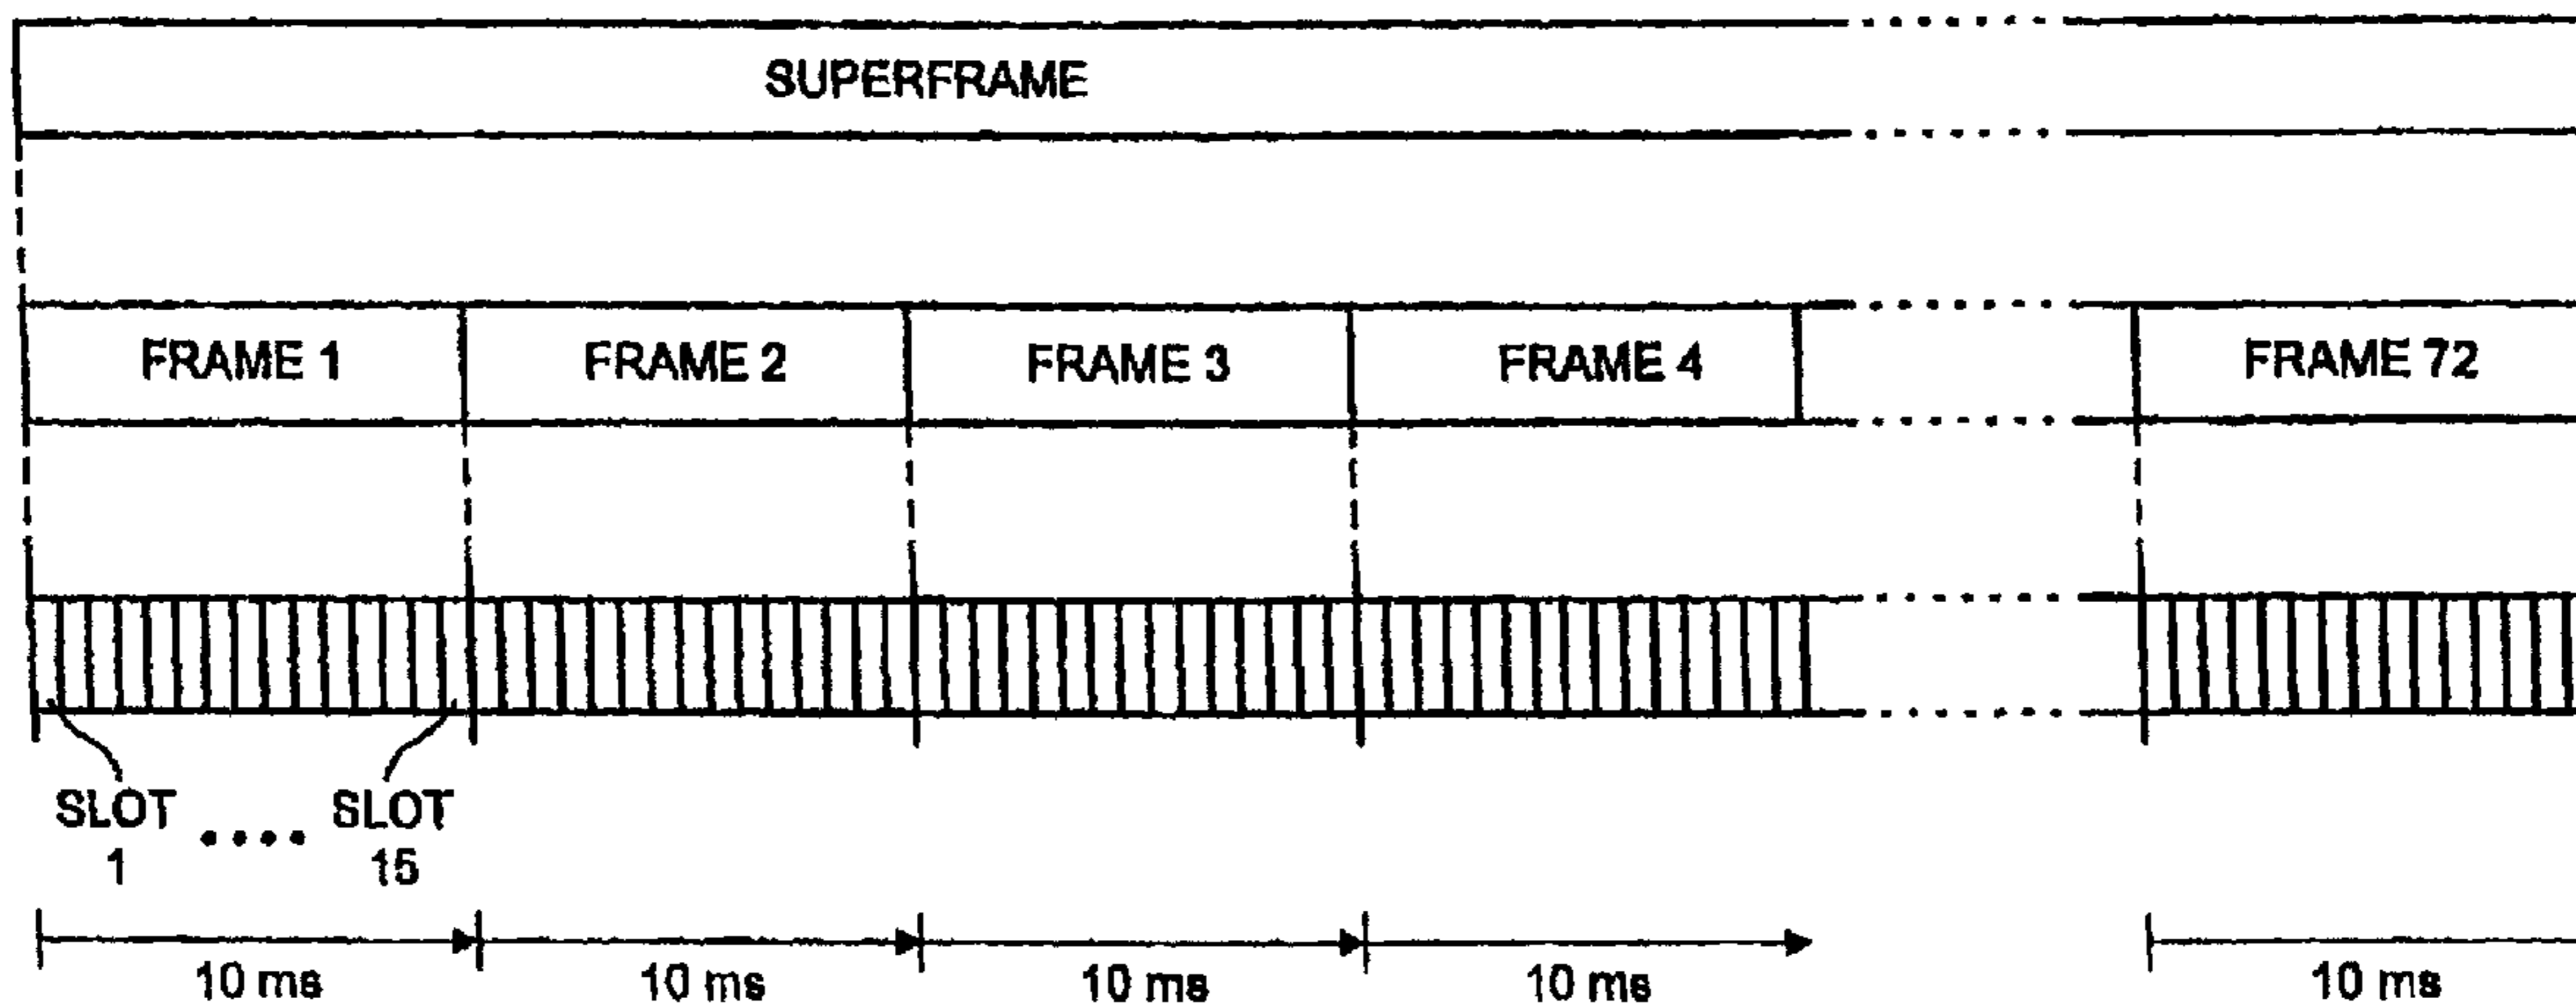 SUPERFRAME
FRAME 1 FRAME 2 FRAME 3 FRAME 4 FRAME 72
SLOT .... SLOT
1 15
10 ms 10 ms 10 ms 10 ms 10 ms